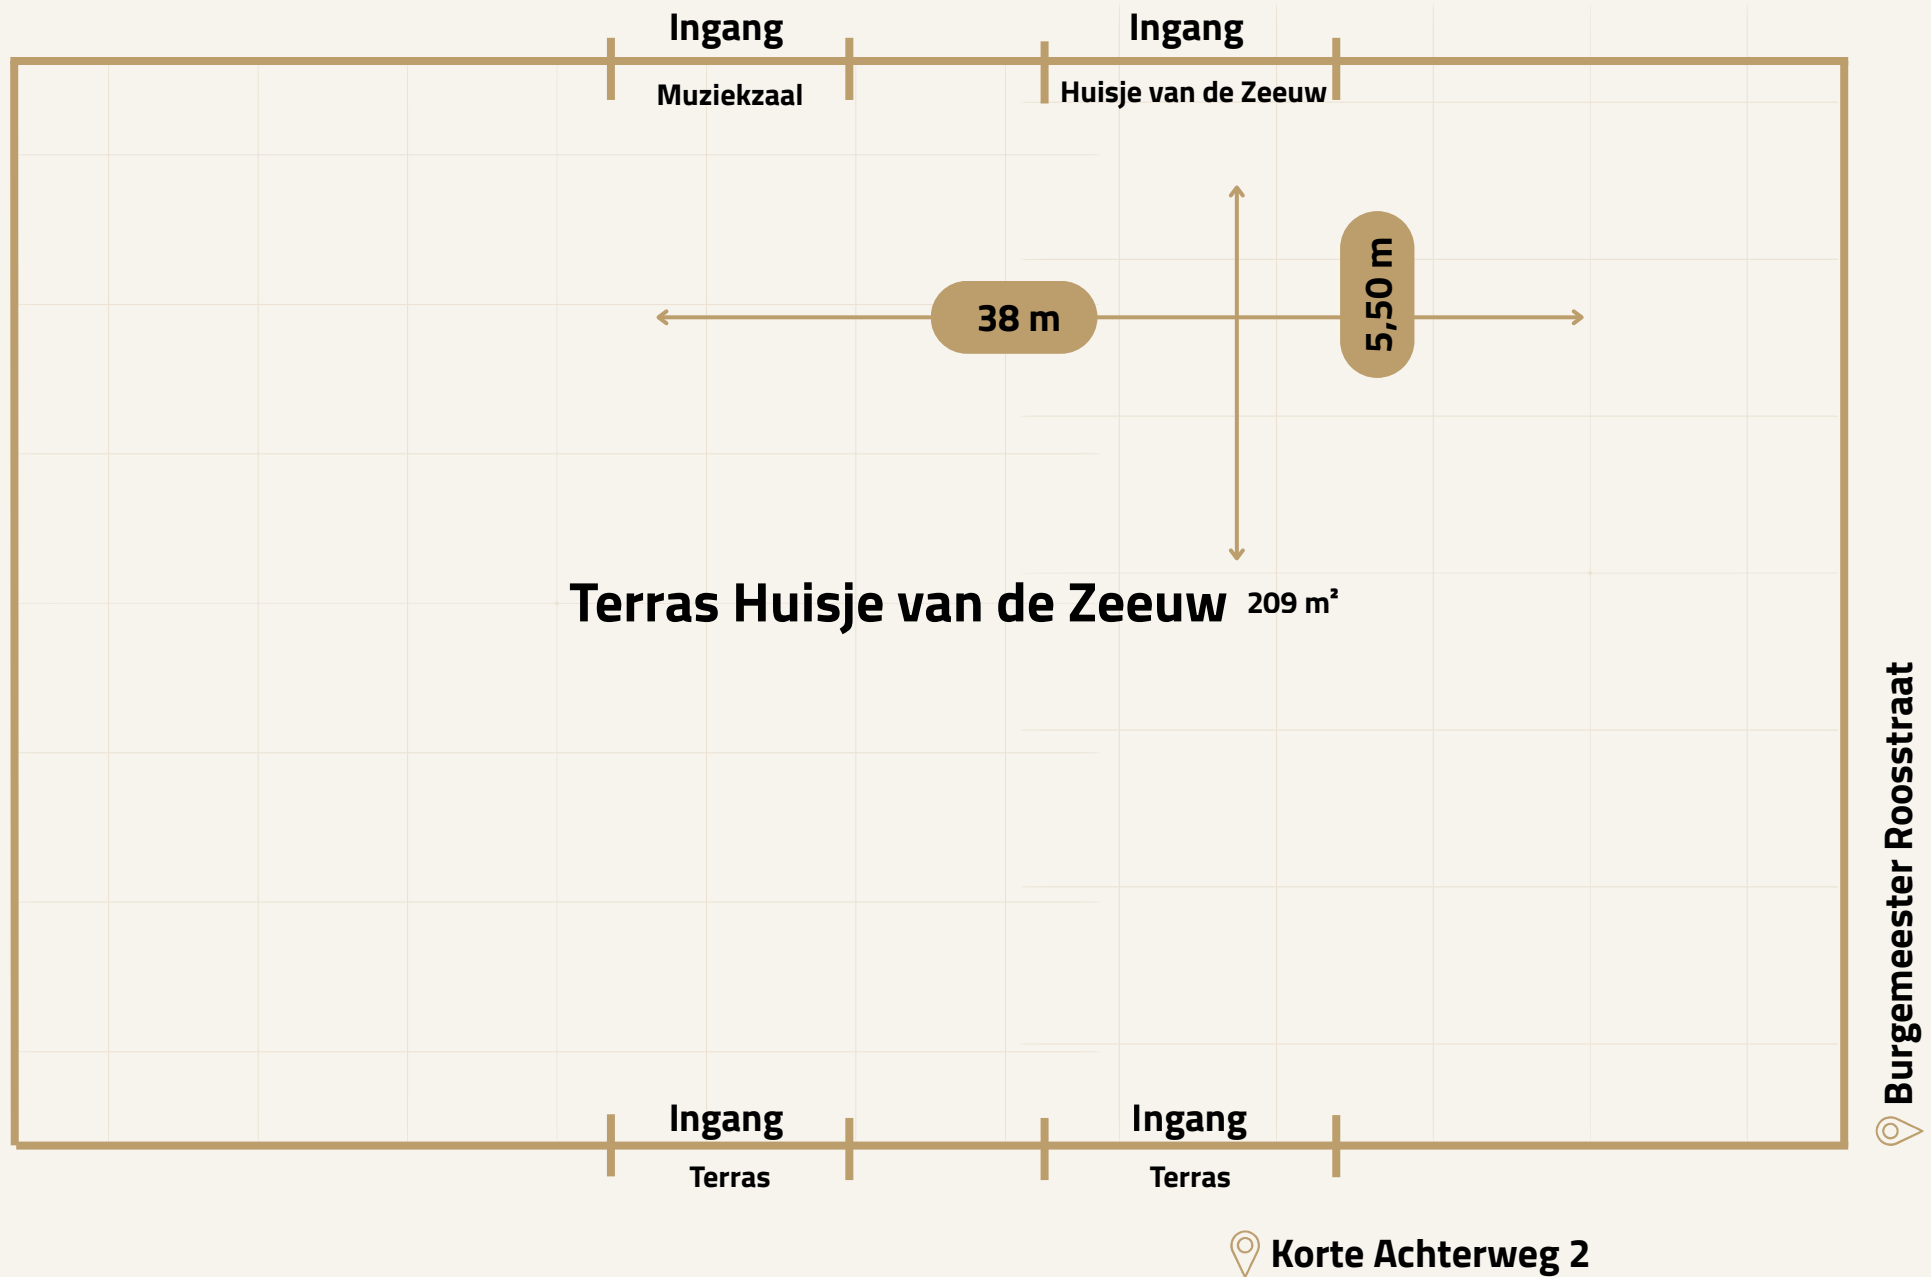 Ingang
Ingang
Muziekzaal
Huisje van de Zeeuw
38 m
5,50 m
Terras Huisje van de Zeeuw 209 m²
Burgemeester Roosstraat
Ingang
Ingang
Terras
Terras
Korte Achterweg 2